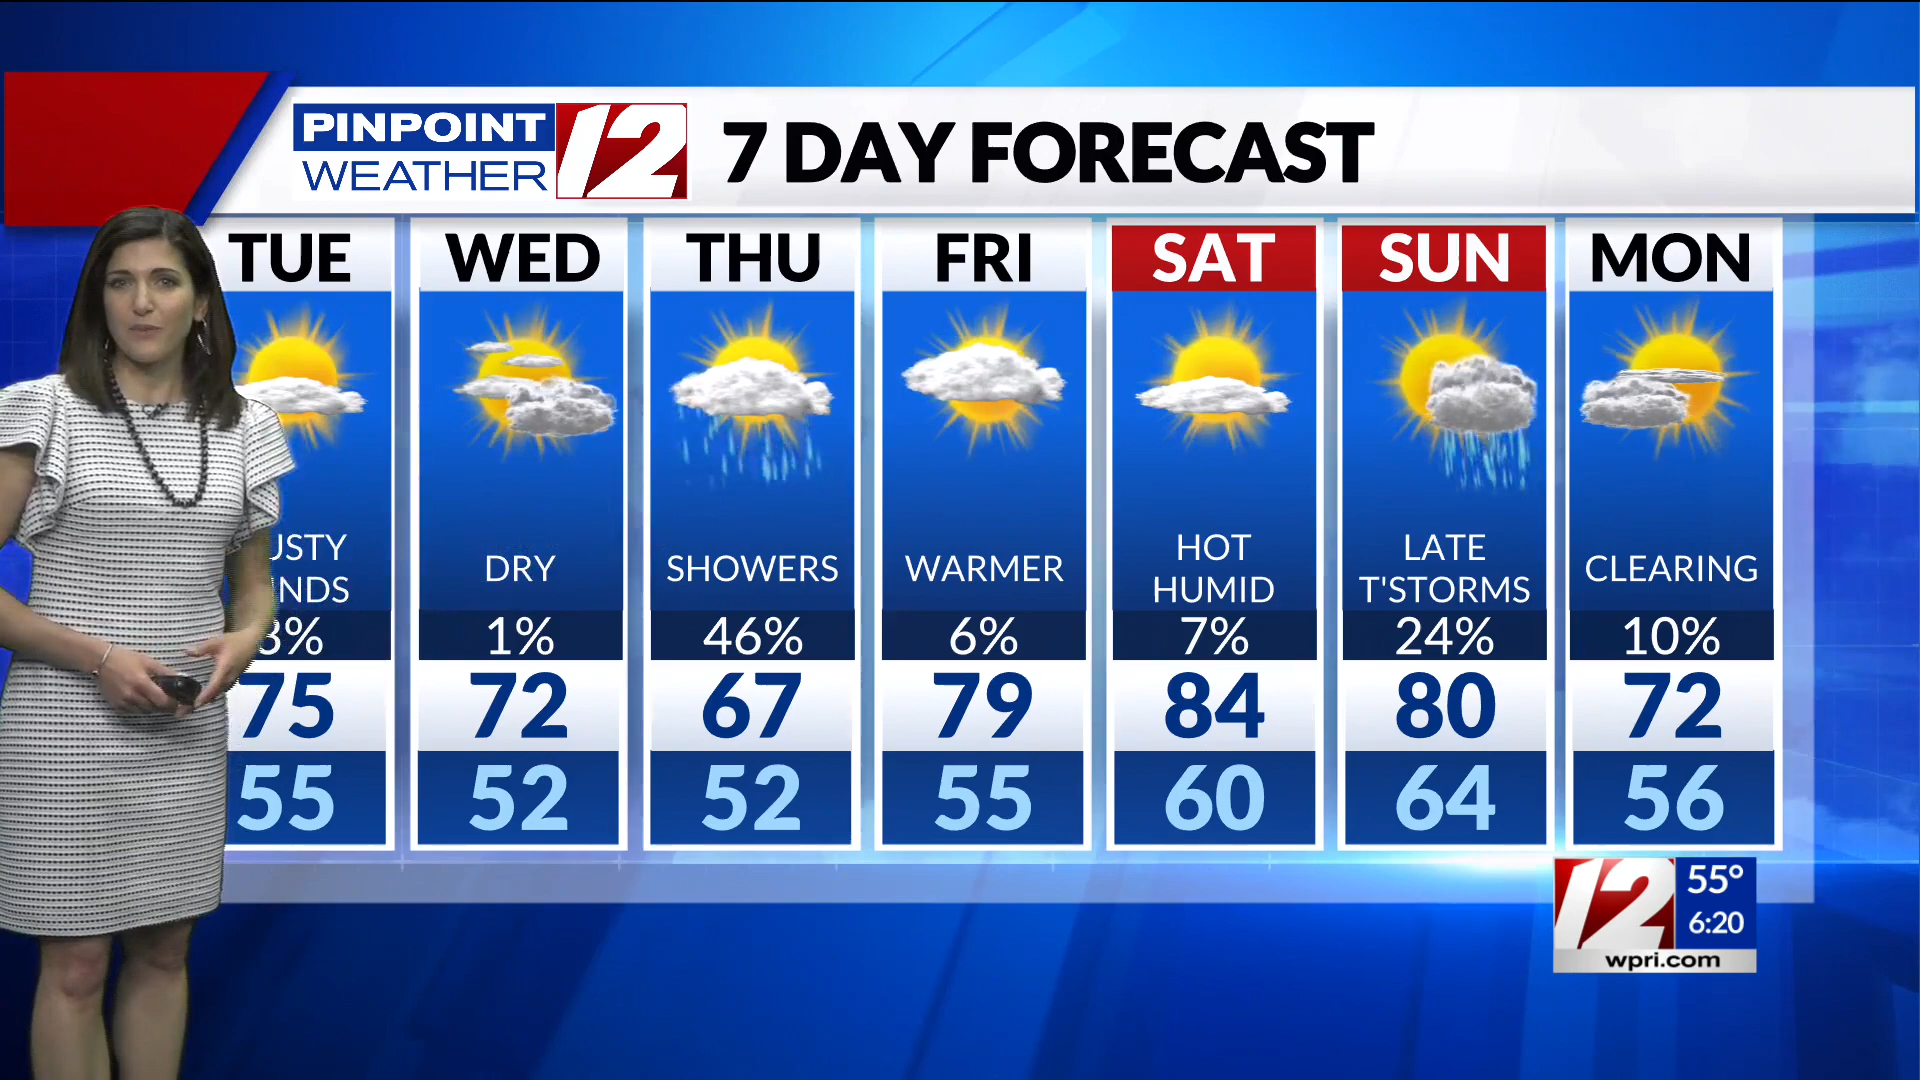 PINPOINT
WEATHER 12
7 DAY FORECAST
TUE WED THU FRI SAT SUN MON
DRY
SHOWERS
WARMER
HOT
HUMID
LATE
T'STORMS
CLEARING
1% 46% 6% 7% 24% 10%
75 72 67 79 84 80 72
55 52 52 55 60 64 56
12 55°
6:20
wpri.com